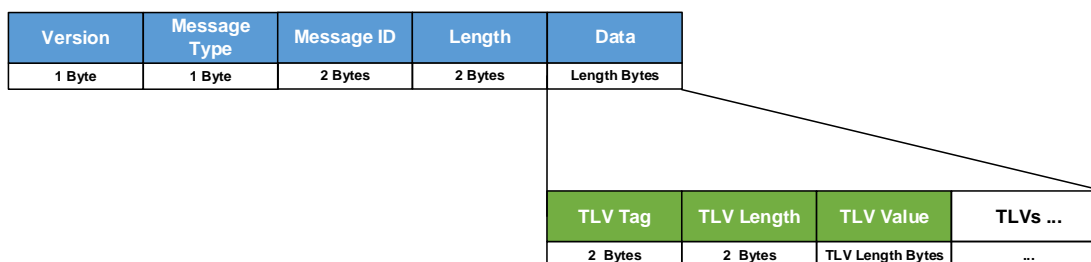 Version Message Type Message ID Length Data
1 Byte 1 Byte 2 Bytes 2 Bytes Length Bytes
TLV Tag TLV Length TLV Value TLVs ...
2 Bytes 2 Bytes TLV Length Bytes ...